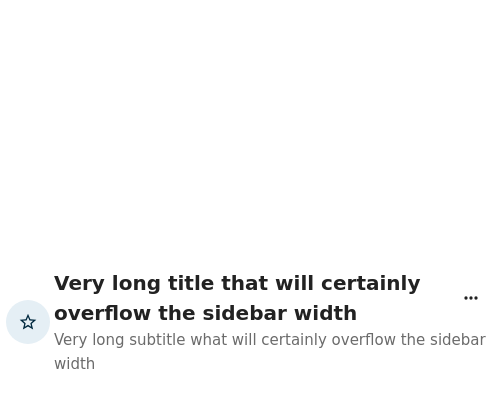 Very long title that will certainly
overflow the sidebar width
Very long subtitle what will certainly overflow the sidebar
width